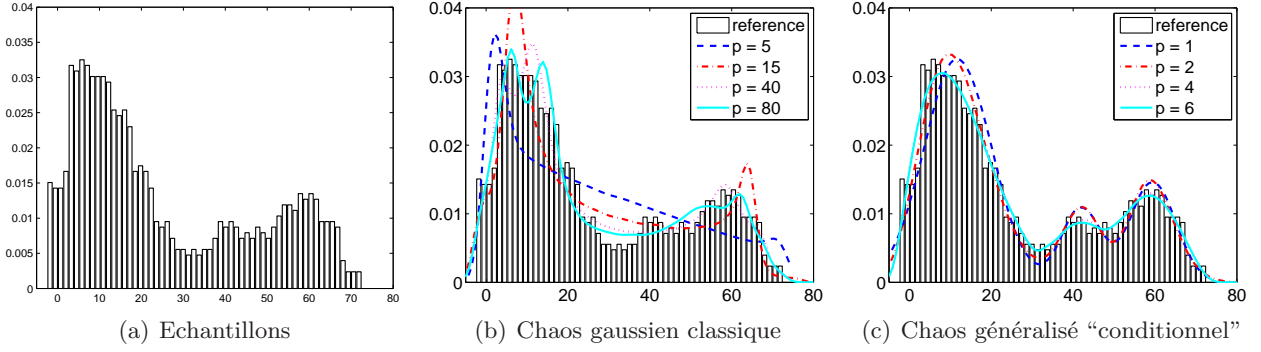 0.04
0.035
0.03
0.025
0.02
0.015
0.01
0.005
0
0 10 20 30 40 50 60 70 80
(a) Echantillons
0.04
0.03
0.02
0.01
0
0 20 40 60 80
reference
p = 5
p = 15
p = 40
p = 80
(b) Chaos gaussien classique
0.04
0.03
0.02
0.01
0
0 20 40 60 80
reference
p = 1
p = 2
p = 4
p = 6
(c) Chaos généralisé “conditionnel”